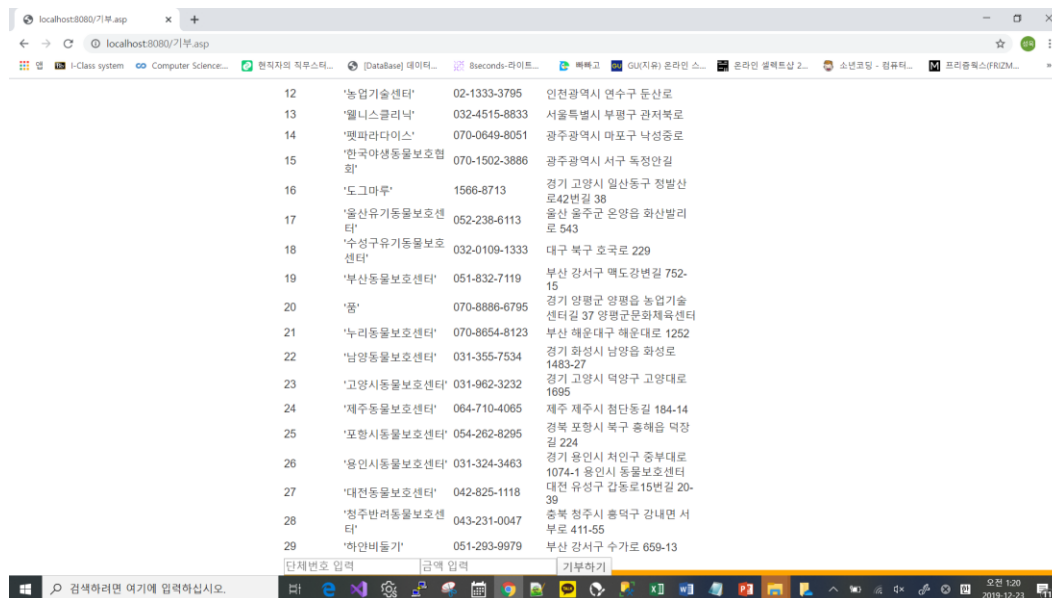 localhost:8080/기부.asp
localhost:8080/기부.asp
성욱
앱 I-Class system Computer Science:... 현직자의 직무스터... [DataBase] 데이터... 8seconds-라이트... 빠빠고 GU(지유) 온라인 스... 온라인 셀렉트샵 2... 소년코딩 - 컴퓨터... 프리즘웍스(FRIZM...
12 '농업기술센터' 02-1333-3795 인천광역시 연수구 둔산로
13 '웰니스클리닉' 032-4515-8833 서울특별시 부평구 관저북로
14 '펫파라다이스' 070-0649-8051 광주광역시 마포구 낙성중로
15 '한국야생동물보호협회' 070-1502-3886 광주광역시 서구 독정안길
16 '도그마루' 1566-8713 경기 고양시 일산동구 정발산로42번길 38
17 '울산유기동물보호센터' 052-238-6113 울산 울주군 온양읍 화산발리로 543
18 '수성구유기동물보호센터' 032-0109-1333 대구 북구 호국로 229
19 '부산동물보호센터' 051-832-7119 부산 강서구 맥도강변길 752-15
20 '품' 070-8886-6795 경기 양평군 양평읍 농업기술센터길 37 양평군문화체육센터
21 '누리동물보호센터' 070-8654-8123 부산 해운대구 해운대로 1252
22 '남양동물보호센터' 031-355-7534 경기 화성시 남양읍 화성로 1483-27
23 '고양시동물보호센터' 031-962-3232 경기 고양시 덕양구 고양대로 1695
24 '제주동물보호센터' 064-710-4065 제주 제주시 첨단동길 184-14
25 '포항시동물보호센터' 054-262-8295 경북 포항시 북구 흥해읍 덕장길 224
26 '용인시동물보호센터' 031-324-3463 경기 용인시 처인구 중부대로 1074-1 용인시 동물보호센터
27 '대전동물보호센터' 042-825-1118 대전 유성구 갑동로15번길 20-39
28 '청주반려동물보호센터' 043-231-0047 충북 청주시 흥덕구 강내면 서부로 411-55
29 '하얀비둘기' 051-293-9979 부산 강서구 수가로 659-13
단체번호 입력 금액 입력 기부하기
검색하려면 여기에 입력하십시오.
오전 1:20
2019-12-23